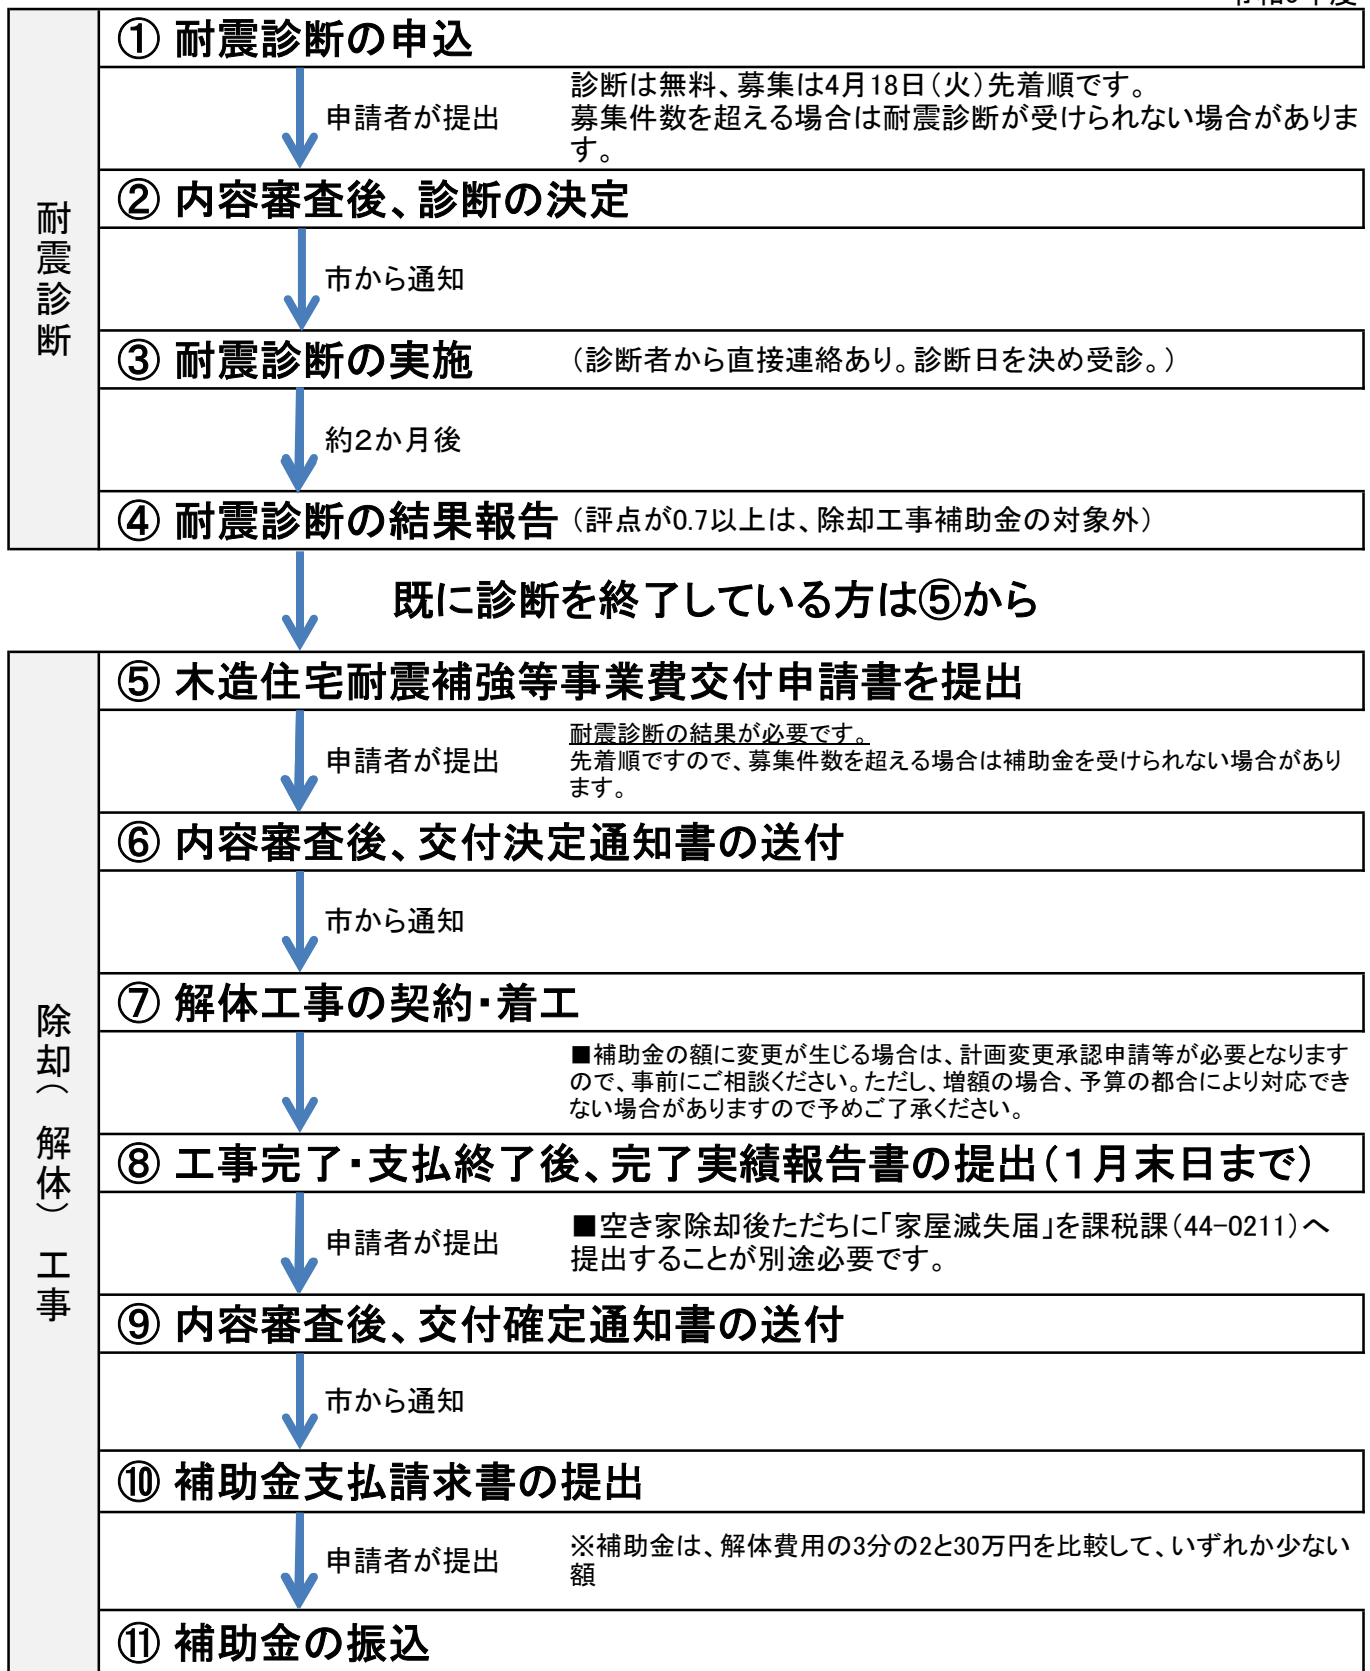 ① 耐震診断の申込
申請者が提出
診断は無料、募集は4月18日（火）先着順です。
募集件数を超える場合は耐震診断が受けられない場合がありま
す。
② 内容審査後、診断の決定
市から通知
耐震診断
③ 耐震診断の実施 （診断者から直接連絡あり。診断日を決め受診。）
約２か月後
④ 耐震診断の結果報告 （評点が0.7以上は、除却工事補助金の対象外）
既に診断を終了している方は⑤から
⑤ 木造住宅耐震補強等事業費交付申請書を提出
申請者が提出
耐震診断の結果が必要です。
先着順ですので、募集件数を超える場合は補助金を受けられない場合があり
ます。
⑥ 内容審査後、交付決定通知書の送付
市から通知
⑦ 解体工事の契約・着工
■補助金の額に変更が生じる場合は、計画変更承認申請等が必要となります
ので、事前にご相談ください。ただし、増額の場合、予算の都合により対応でき
ない場合がありますので予めご了承ください。
除却（解体）工事
⑧ 工事完了・支払終了後、完了実績報告書の提出（１月末日まで）
申請者が提出
■空き家除却後ただちに「家屋滅失届」を課税課（44-0211）へ
提出することが別途必要です。
⑨ 内容審査後、交付確定通知書の送付
市から通知
⑩ 補助金支払請求書の提出
申請者が提出
※補助金は、解体費用の3分の2と30万円を比較して、いずれか少ない
額
⑪ 補助金の振込